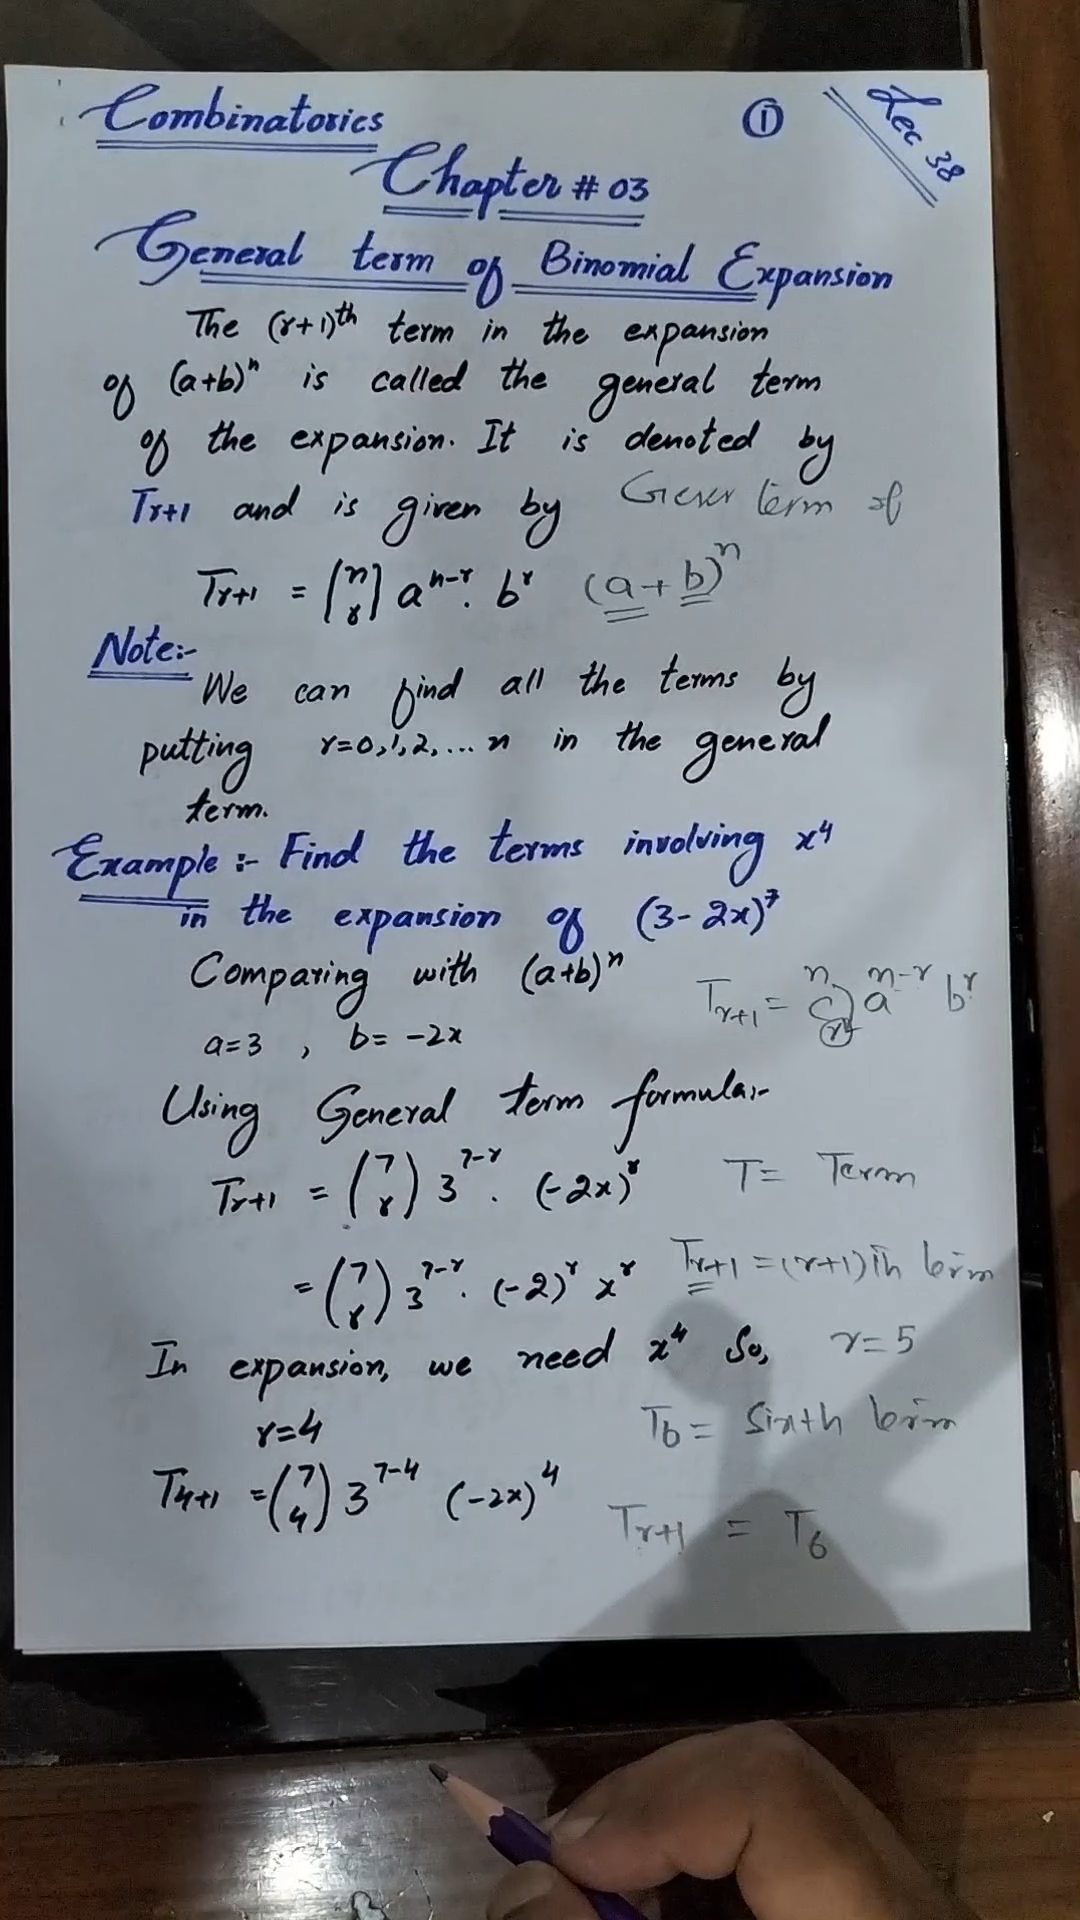 Combinatorics
①
Lec 38
Chapter # 03
General term of Binomial Expansion
The (r+1)th term in the expansion
of (a+b)ⁿ is called the general term
of the expansion. It is denoted by
Tr+1 and is given by
term of
Tr+1 = (n r) aⁿ⁻ʳ. bʳ (a+b)ⁿ
Note:-
We can find all the terms by
putting r=0,1,2,... n in the general
term.
Example :- Find the terms involving x⁴
in the expansion of (3-2x)⁷
Comparing with (a+b)ⁿ
Tr+1 = ⁿCr aⁿ⁻ʳ bʳ
a=3 , b= -2x
Using General term formula:-
Tr+1 = (7 r) 3⁷⁻ʳ. (-2x)ʳ
T= Term
= (7 r) 3⁷⁻ʳ. (-2)ʳ xʳ
Tr+1 =(r+1)th term
In expansion, we need x⁴ So,
r=5
r=4
T6= Sixth term
T4+1 =(7 4) 3⁷⁻⁴ (-2x)⁴
Tr+1 = T6